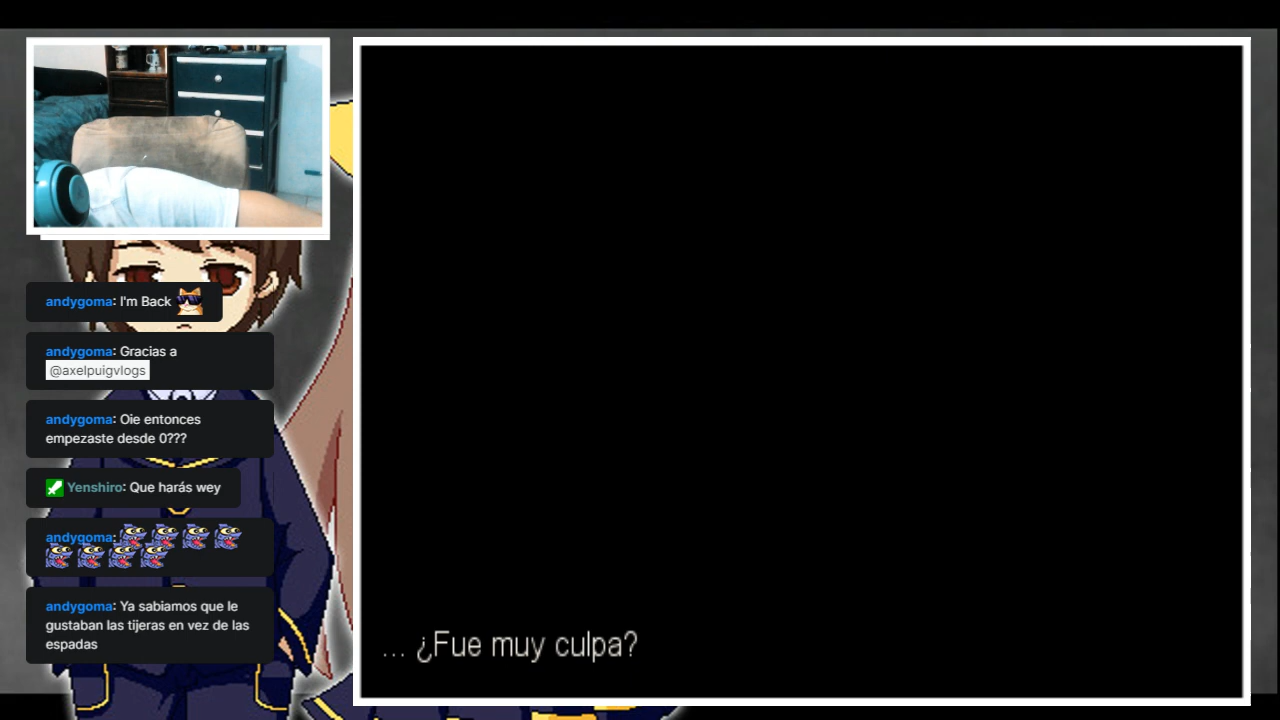 andygoma: I'm Back
andygoma: Gracias a
@axelpuigvlogs
andygoma: Oie entonces
empezaste desde 0???
Yenshiro: Que harás wey
andygoma:
andygoma: Ya sabiamos que le
gustaban las tijeras en vez de las
espadas
... ¿Fue muy culpa?